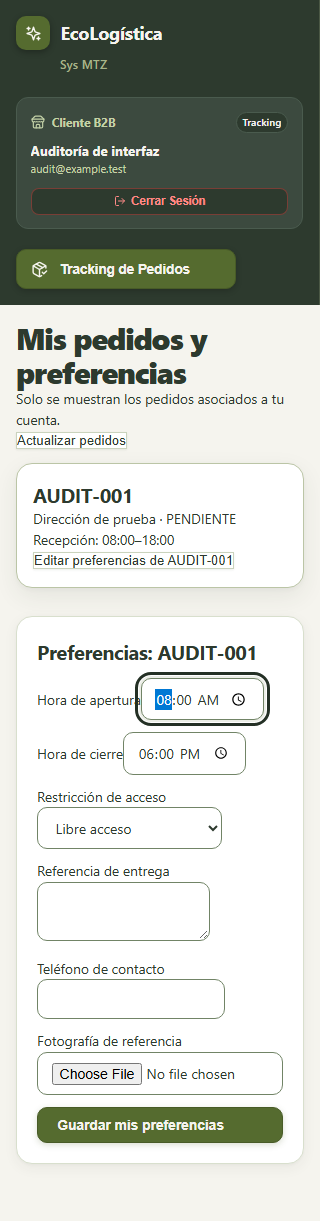 EcoLogística
Sys MTZ
Cliente B2B
Tracking
Auditoría de interfaz
audit@example.test
Cerrar Sesión
Tracking de Pedidos
Mis pedidos y
preferencias
Solo se muestran los pedidos asociados a tu
cuenta.
Actualizar pedidos
AUDIT-001
Dirección de prueba · PENDIENTE
Recepción: 08:00–18:00
Editar preferencias de AUDIT-001
Preferencias: AUDIT-001
Hora de apertura 08:00 AM
Hora de cierre 06:00 PM
Restricción de acceso
Libre acceso
Referencia de entrega
Teléfono de contacto
Fotografía de referencia
Choose File No file chosen
Guardar mis preferencias